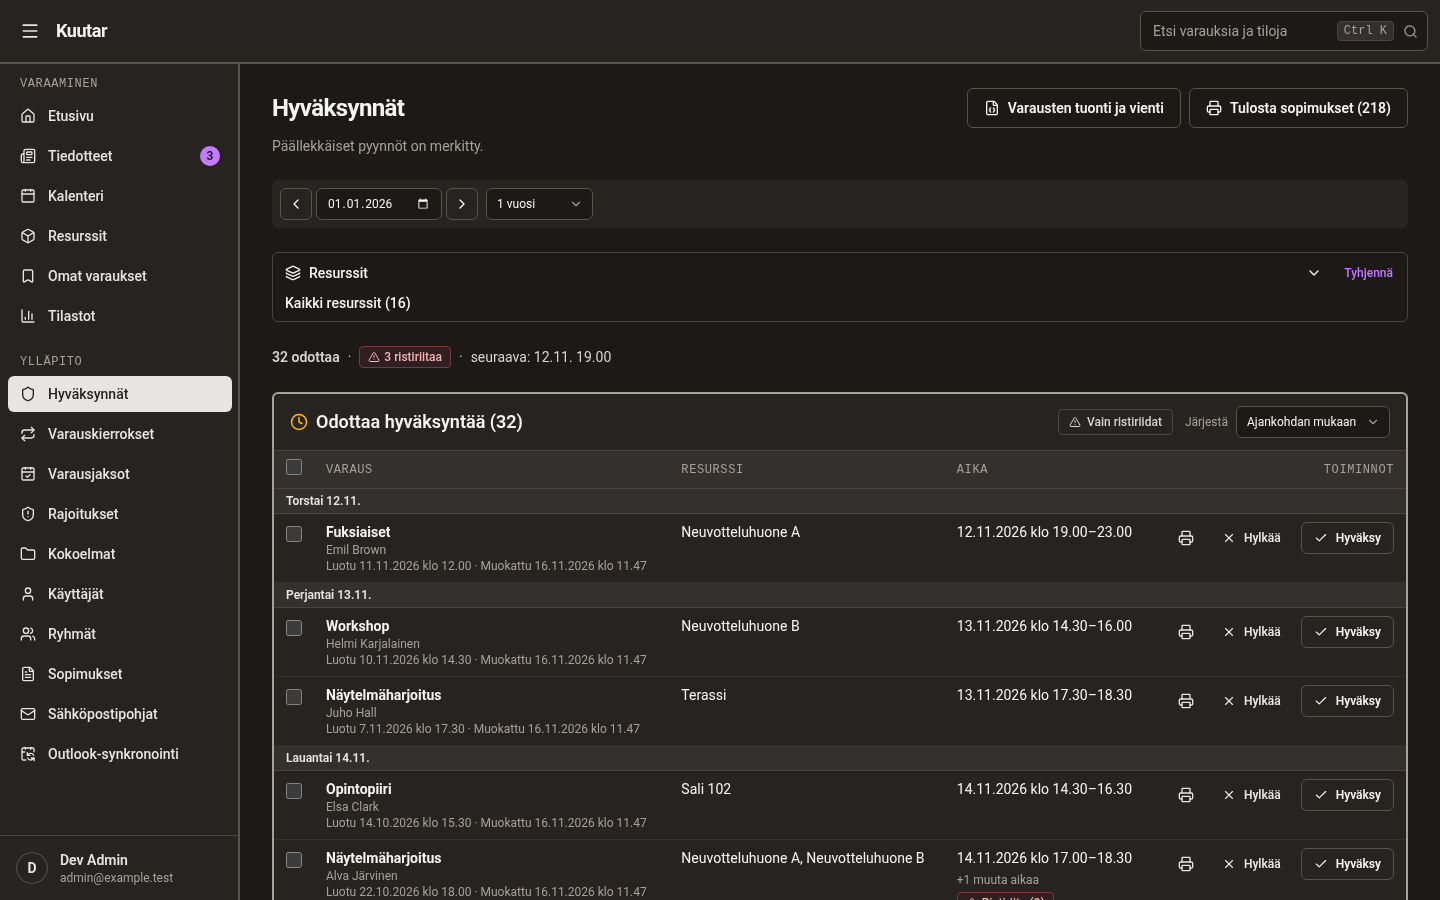 Kuutar
Etsi varauksia ja tiloja
Ctrl K
VARAAMINEN
Etusivu
Tiedotteet
3
Kalenteri
Resurssit
Omat varaukset
Tilastot
YLLÄPITO
Hyväksynnät
Varauskierrokset
Varausjaksot
Rajoitukset
Kokoelmat
Käyttäjät
Ryhmät
Sopimukset
Sähköpostipohjat
Outlook-synkronointi
D
Dev Admin
admin@example.test
Hyväksynnät
Varausten tuonti ja vienti
Tulosta sopimukset (218)
Päällekkäiset pyynnöt on merkitty.
01.01.2026
1 vuosi
Resurssit
Tyhjennä
Kaikki resurssit (16)
32 odottaa · 3 ristiriitaa · seuraava: 12.11. 19.00
Odottaa hyväksyntää (32)
Vain ristiriidat
Järjestä
Ajankohdan mukaan
VARAUS RESURSSI AIKA TOIMINNOT
Torstai 12.11.
Fuksiaiset Neuvotteluhuone A 12.11.2026 klo 19.00–23.00 Hylkää Hyväksy
Emil Brown
Luotu 11.11.2026 klo 12.00 · Muokattu 16.11.2026 klo 11.47
Perjantai 13.11.
Workshop Neuvotteluhuone B 13.11.2026 klo 14.30–16.00 Hylkää Hyväksy
Helmi Karjalainen
Luotu 10.11.2026 klo 14.30 · Muokattu 16.11.2026 klo 11.47
Näytelmäharjoitus Terassi 13.11.2026 klo 17.30–18.30 Hylkää Hyväksy
Juho Hall
Luotu 7.11.2026 klo 17.30 · Muokattu 16.11.2026 klo 11.47
Lauantai 14.11.
Opintopiiri Sali 102 14.11.2026 klo 14.30–16.30 Hylkää Hyväksy
Elsa Clark
Luotu 14.10.2026 klo 15.30 · Muokattu 16.11.2026 klo 11.47
Näytelmäharjoitus Neuvotteluhuone A, Neuvotteluhuone B 14.11.2026 klo 17.00–18.30 Hylkää Hyväksy
Alva Järvinen
+1 muuta aikaa
Luotu 22.10.2026 klo 18.00 · Muokattu 16.11.2026 klo 11.47